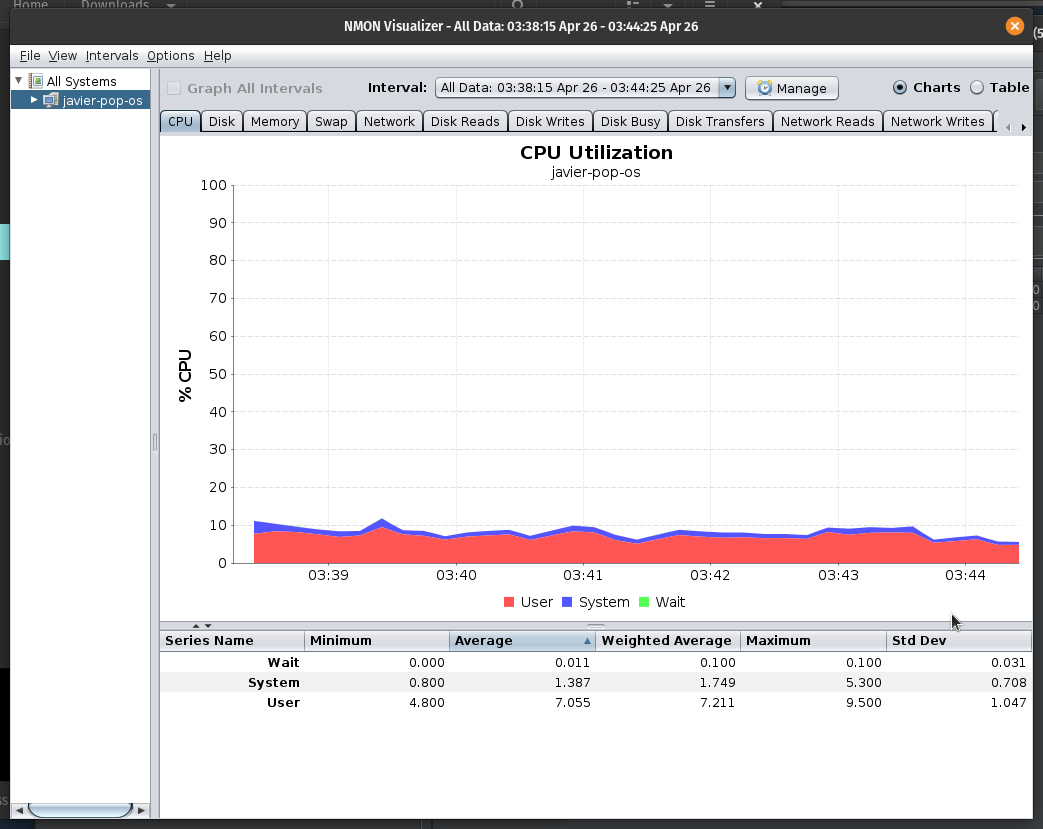 Home Downloads
NMON Visualizer - All Data: 03:38:15 Apr 26 - 03:44:25 Apr 26
File View Intervals Options Help
All Systems
javier-pop-os
Graph All Intervals Interval: All Data: 03:38:15 Apr 26 - 03:44:25 Apr 26 Manage Charts Table
CPU Disk Memory Swap Network Disk Reads Disk Writes Disk Busy Disk Transfers Network Reads Network Writes
CPU Utilization
javier-pop-os
% CPU
100
90
80
70
60
50
40
30
20
10
0
03:39 03:40 03:41 03:42 03:43 03:44
User System Wait
Series Name Minimum Average Weighted Average Maximum Std Dev
Wait 0.000 0.011 0.100 0.100 0.031
System 0.800 1.387 1.749 5.300 0.708
User 4.800 7.055 7.211 9.500 1.047